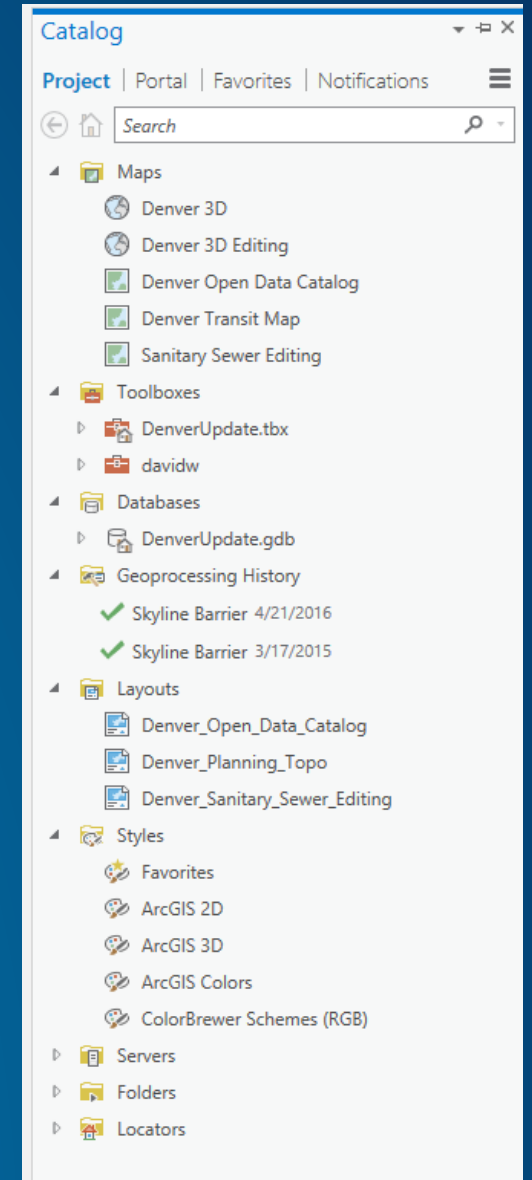 Catalog
Project | Portal | Favorites | Notifications
Search
Maps
Denver 3D
Denver 3D Editing
Denver Open Data Catalog
Denver Transit Map
Sanitary Sewer Editing
Toolboxes
DenverUpdate.tbx
davidw
Databases
DenverUpdate.gdb
Geoprocessing History
Skyline Barrier 4/21/2016
Skyline Barrier 3/17/2015
Layouts
Denver_Open_Data_Catalog
Denver_Planning_Topo
Denver_Sanitary_Sewer_Editing
Styles
Favorites
ArcGIS 2D
ArcGIS 3D
ArcGIS Colors
ColorBrewer Schemes (RGB)
Servers
Folders
Locators